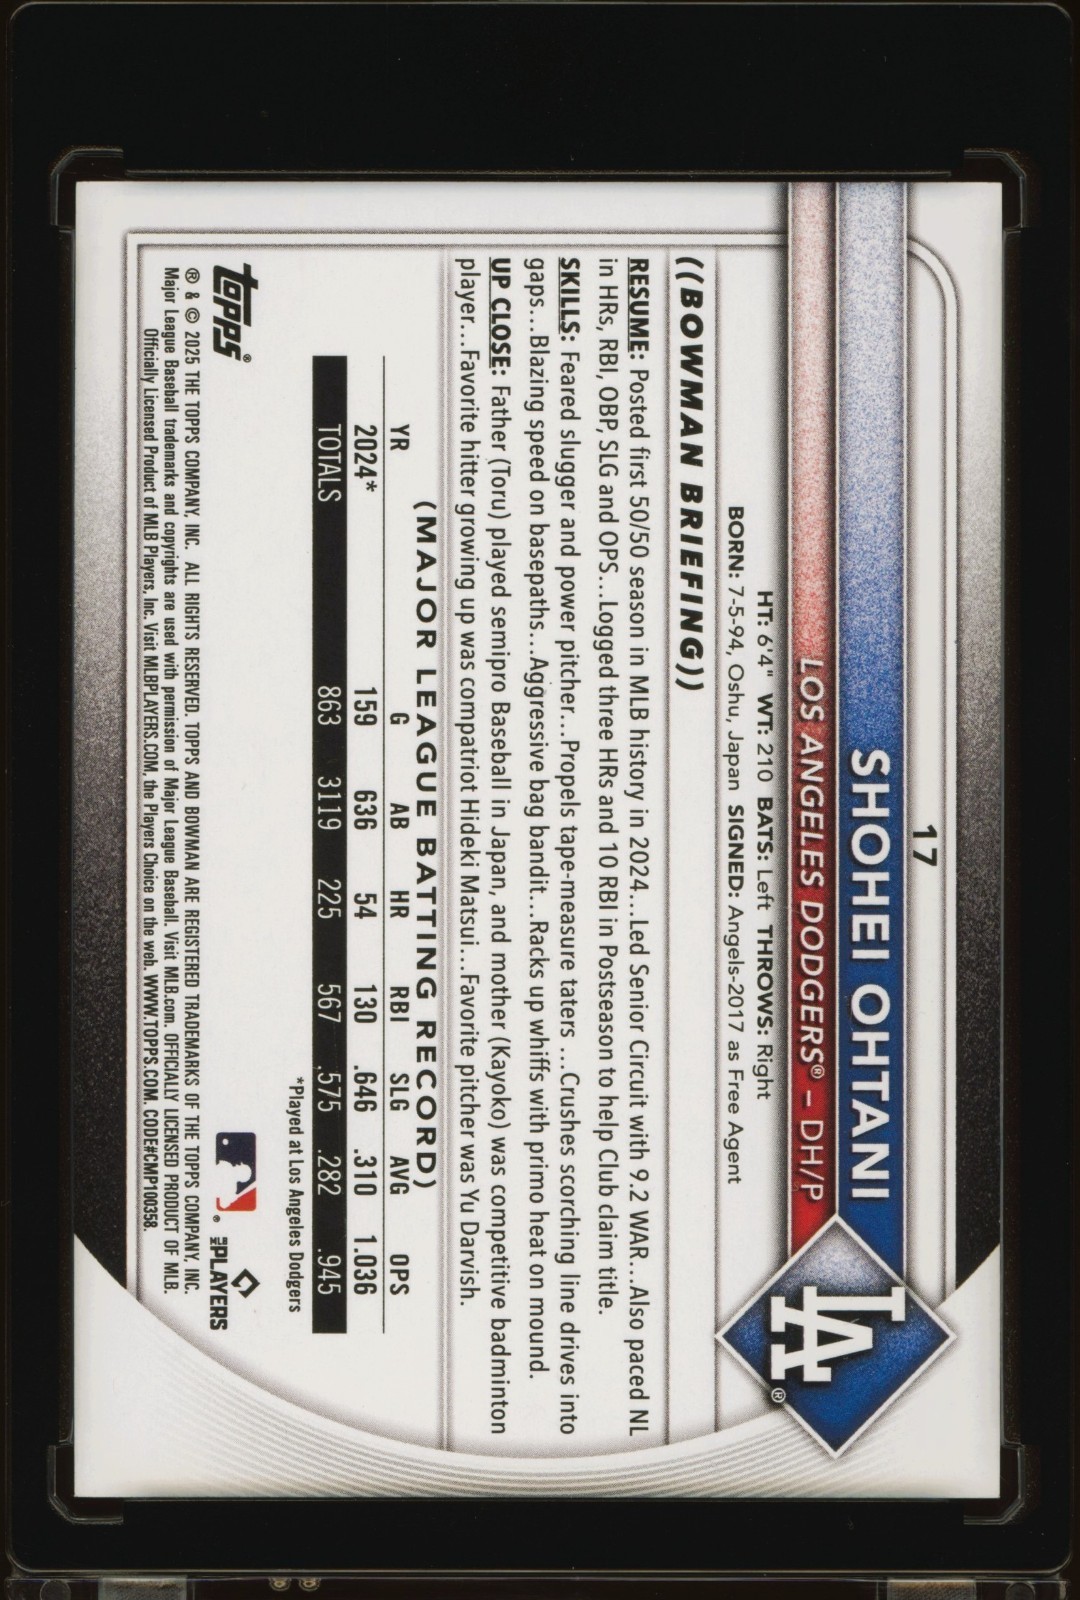 17
SHOHEI OHTANI
LOS ANGELES DODGERS® – DH/P
LA®
HT: 6'4" WT: 210 BATS: Left THROWS: Right
BORN: 7-5-94, Oshu, Japan SIGNED: Angels-2017 as Free Agent
((BOWMAN BRIEFING))
RESUME: Posted first 50/50 season in MLB history in 2024...Led Senior Circuit with 9.2 WAR...Also paced NL
in HRs, RBI, OBP, SLG and OPS...Logged three HRs and 10 RBI in Postseason to help Club claim title.
SKILLS: Feared slugger and power pitcher...Propels tape-measure taters ...Crushes scorching line drives into
gaps...Blazing speed on basepaths...Aggressive bag bandit...Racks up whiffs with primo heat on mound.
UP CLOSE: Father (Toru) played semipro Baseball in Japan, and mother (Kayoko) was competitive badminton
player...Favorite hitter growing up was compatriot Hideki Matsui...Favorite pitcher was Yu Darvish.
(MAJOR LEAGUE BATTING RECORD)
YR G AB HR RBI SLG AVG OPS
2024* 159 636 54 130 .646 .310 1.036
TOTALS 863 3119 225 567 .575 .282 .945
*Played at Los Angeles Dodgers
topps®
MLB PLAYERS
® & © 2025 THE TOPPS COMPANY, INC. ALL RIGHTS RESERVED. TOPPS AND BOWMAN ARE REGISTERED TRADEMARKS OF THE TOPPS COMPANY, INC.
Major League Baseball trademarks and copyrights are used with permission of Major League Baseball. Visit MLB.com. OFFICIALLY LICENSED PRODUCT OF MLB.
Officially Licensed Product of MLB Players, Inc. Visit MLBPLAYERS.COM, the Players Choice on the web. WWW.TOPPS.COM. CODE#CMP100358.